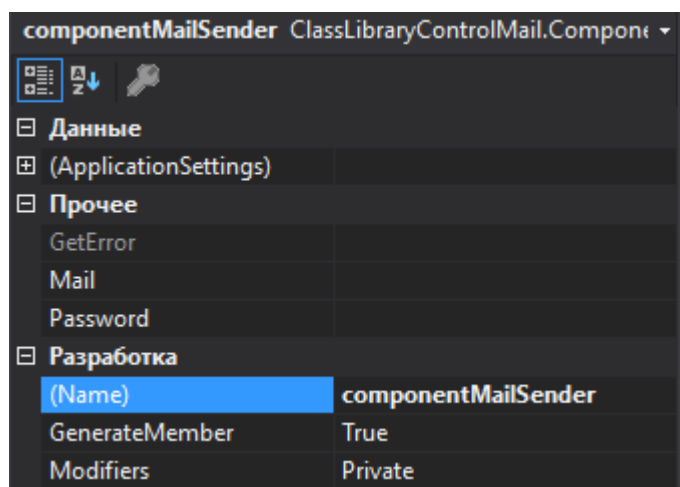 componentMailSender ClassLibraryControlMail.Compone
Данные
(ApplicationSettings)
Прочее
GetError
Mail
Password
Разработка
(Name) componentMailSender
GenerateMember True
Modifiers Private